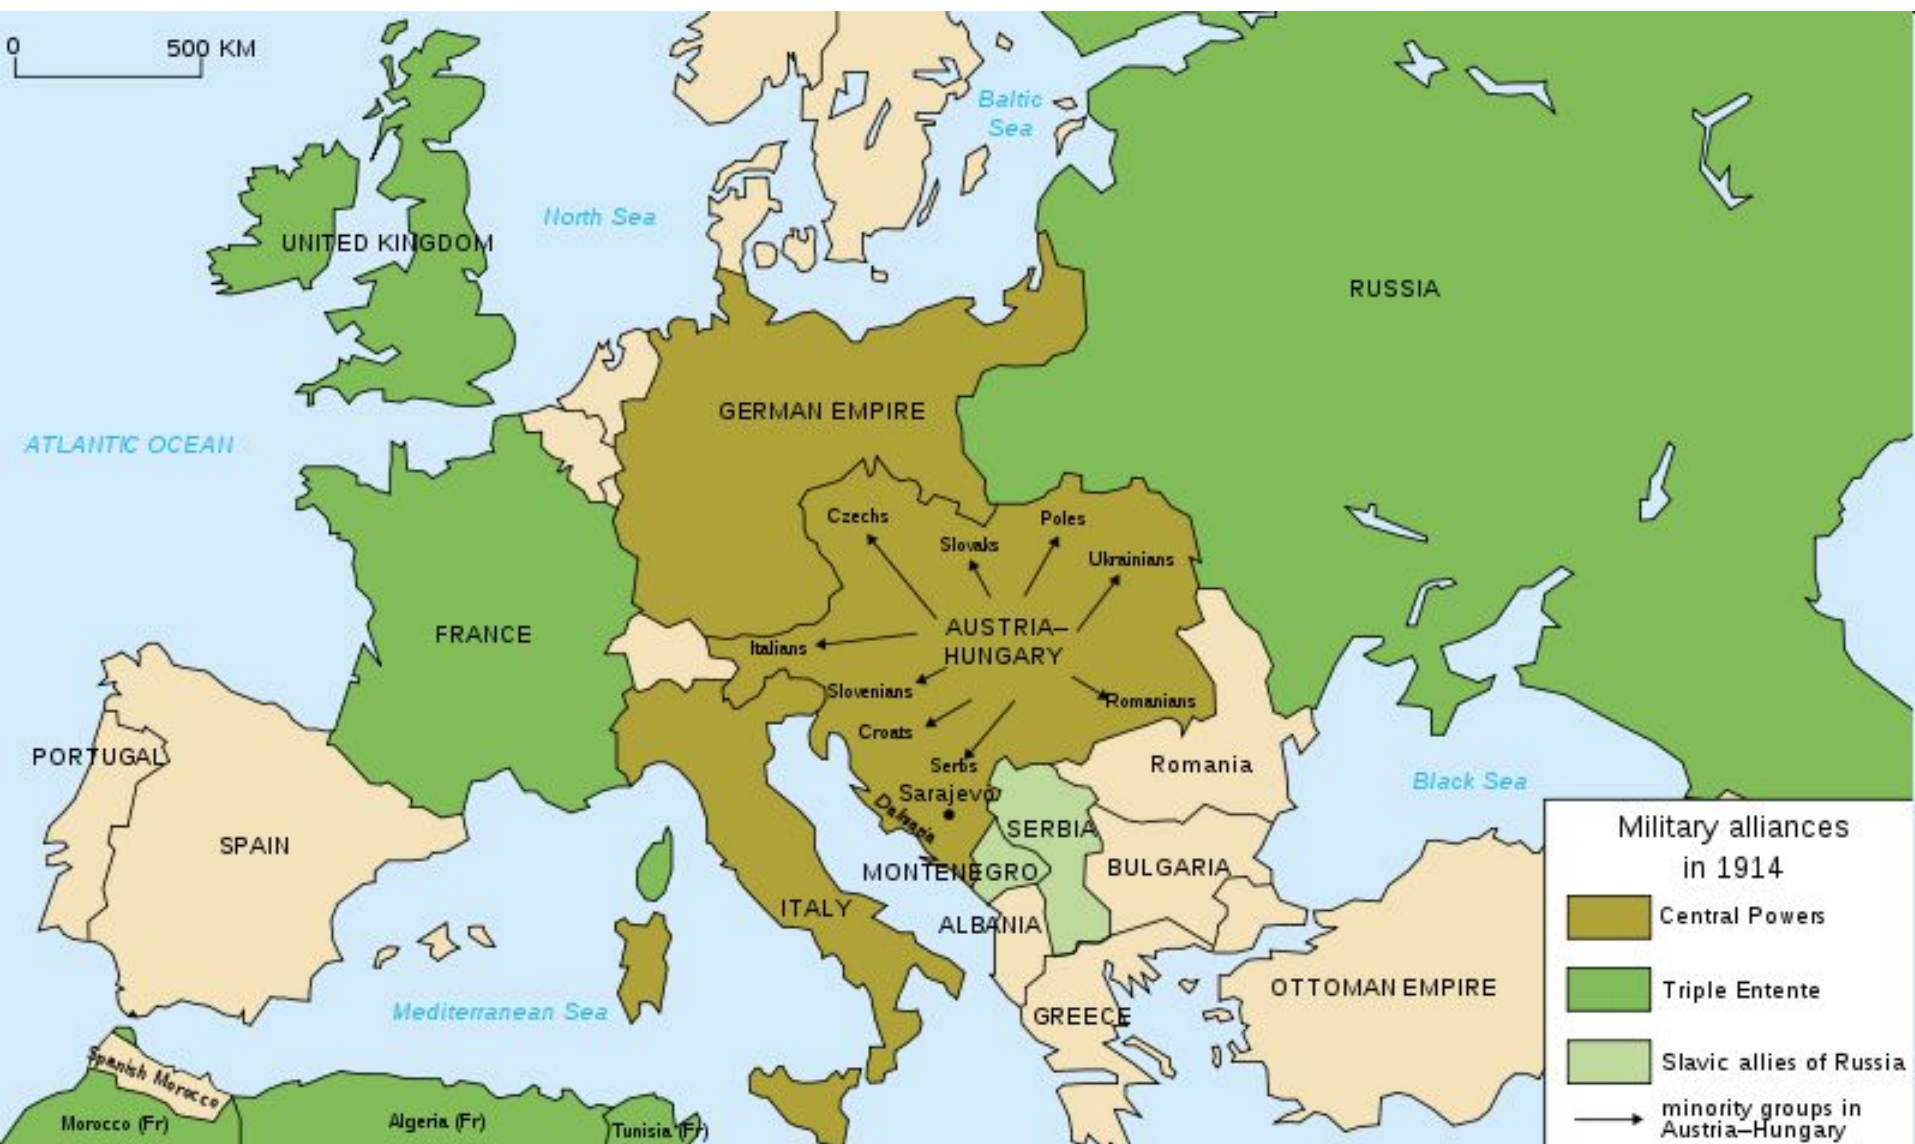 0 500 KM
Baltic
Sea
North Sea
UNITED KINGDOM
RUSSIA
GERMAN EMPIRE
ATLANTIC OCEAN
Czechs
Poles
Slovaks
Ukrainians
FRANCE
AUSTRIA–
HUNGARY
Italians
Slovenians
Romanians
Croats
PORTUGAL
Serbs
Romania
Black Sea
Sarajevo
Dalmatia
SERBIA
SPAIN
MONTENEGRO
BULGARIA
ITALY
ALBANIA
OTTOMAN EMPIRE
Mediterranean Sea
GREECE
Spanish Morocco
Morocco (Fr)
Algeria (Fr)
Tunisia (Fr)
Military alliances
in 1914
Central Powers
Triple Entente
Slavic allies of Russia
minority groups in
Austria–Hungary